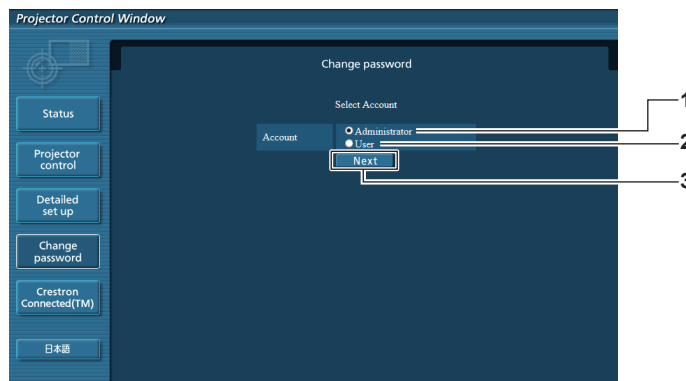 Projector Control Window
Change password
Select Account
Account
Administrator
User
Next
Status
Projector
control
Detailed
set up
Change
password
Crestron
Connected(TM)
日本語
1
2
3